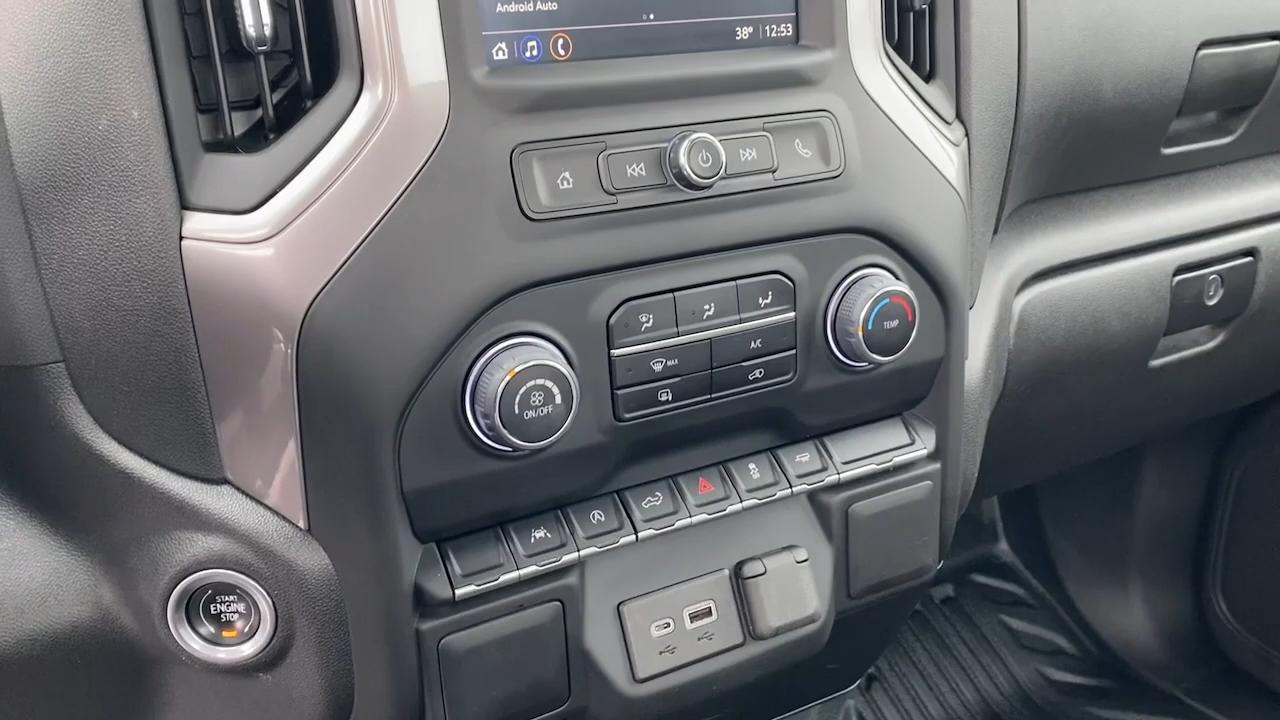 Android Auto
38° 12:53
MAX
A/C
TEMP
ON/OFF
START
ENGINE
STOP